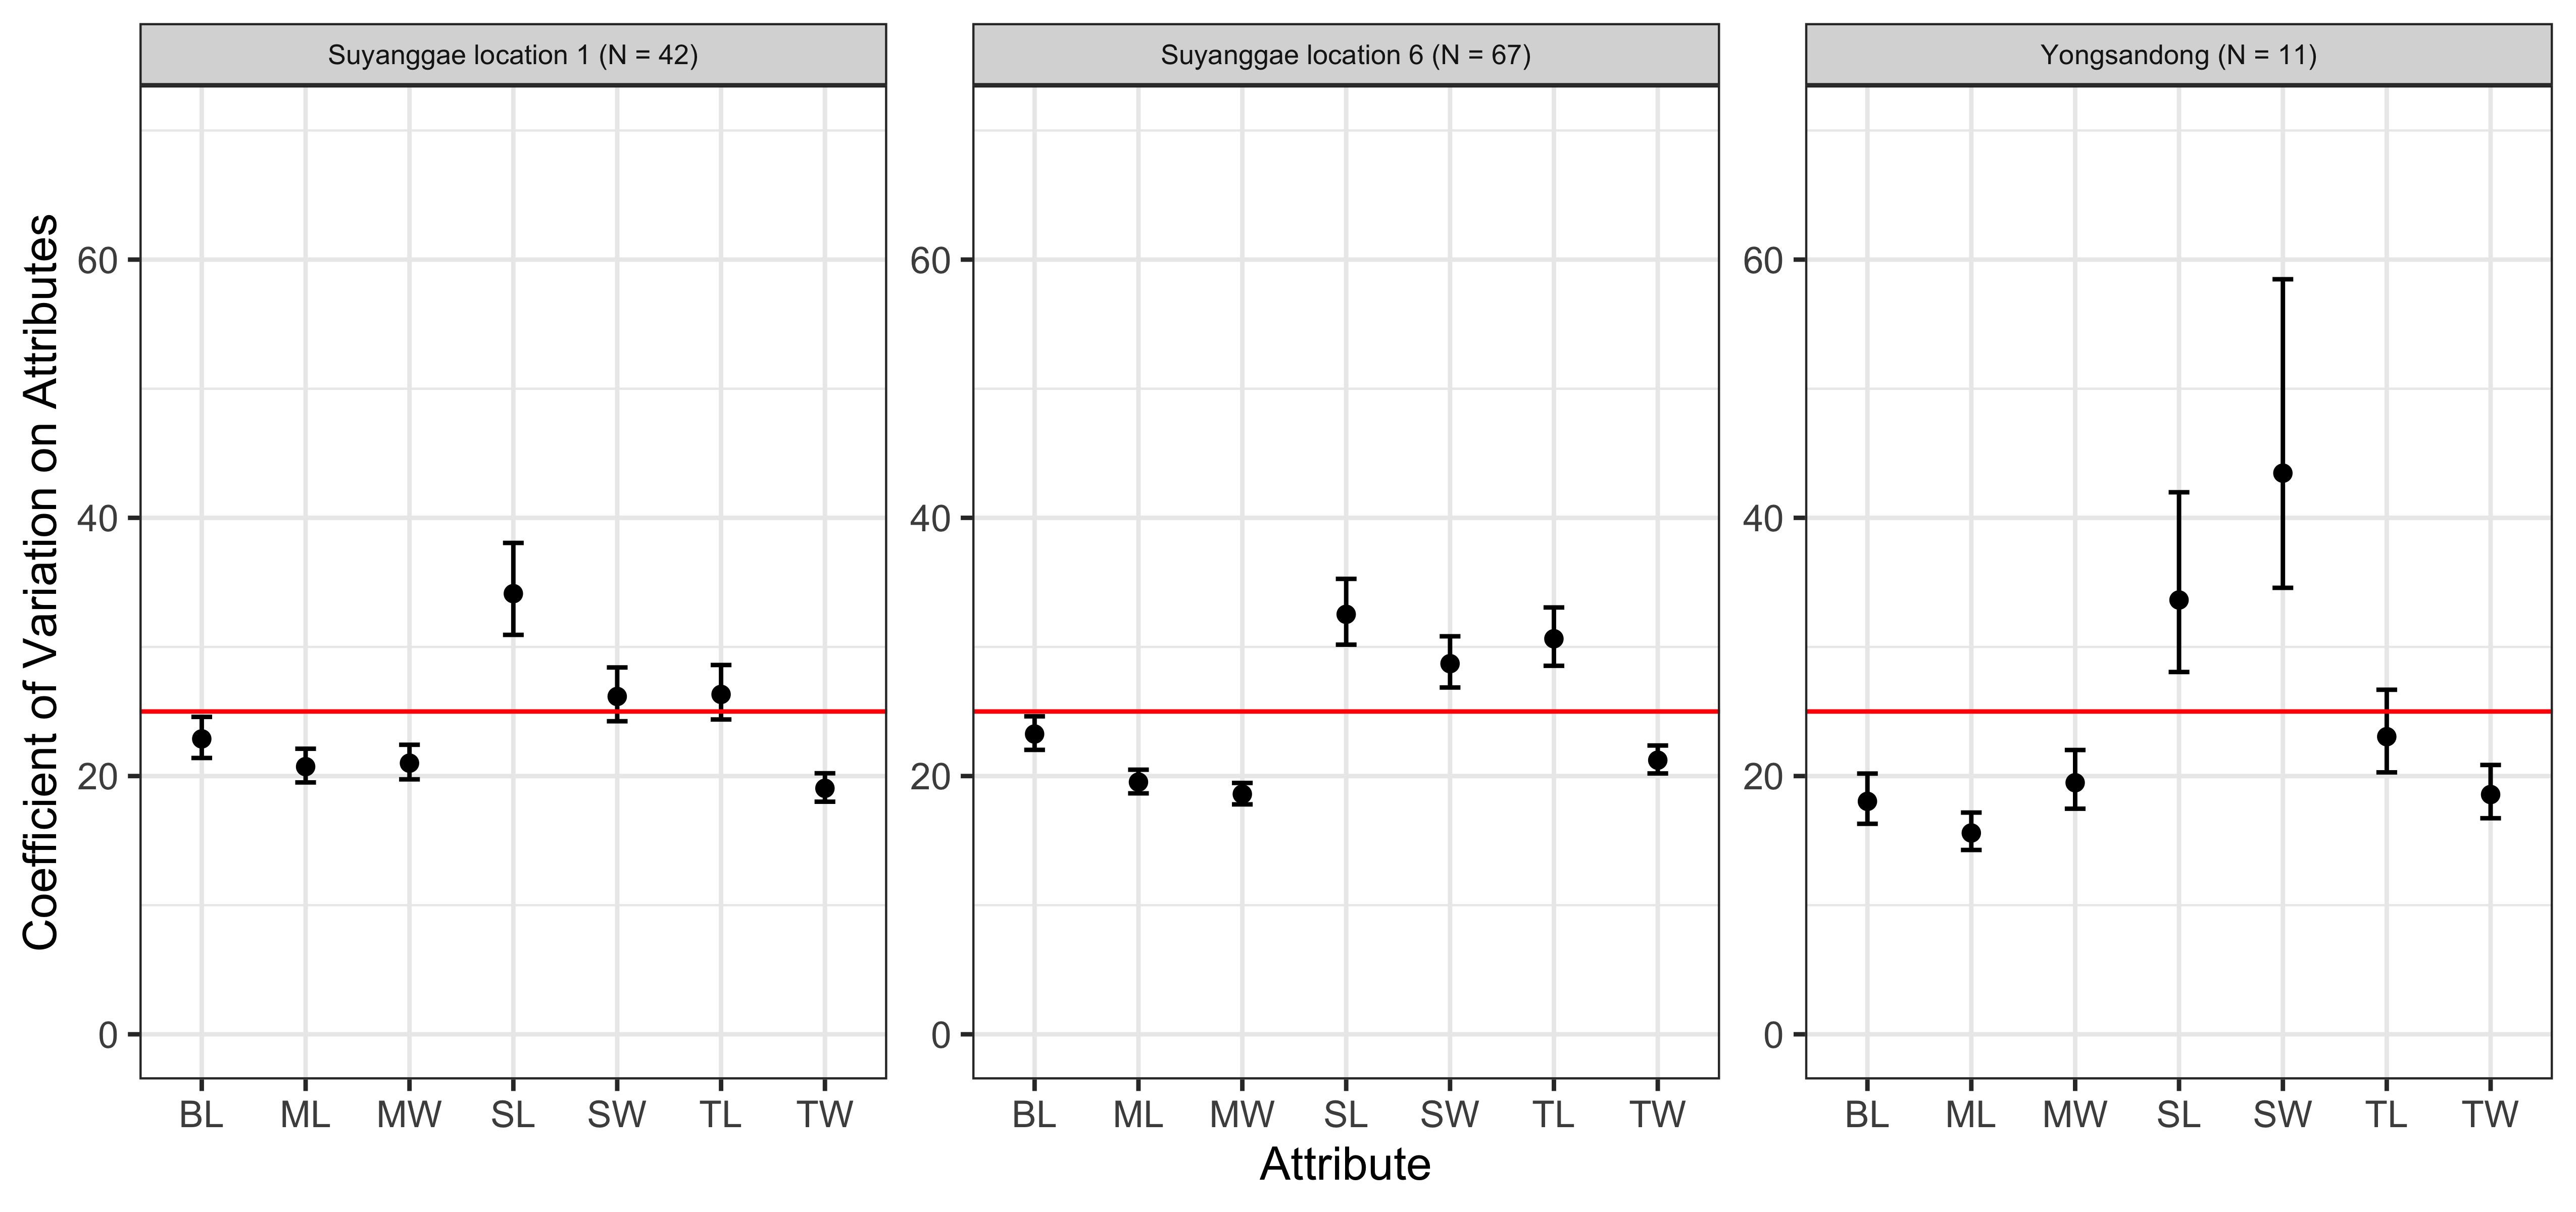 Suyanggae location 1 (N = 42)
Suyanggae location 6 (N = 67)
Yongsandong (N = 11)
Coefficient of Variation on Attributes
60
40
20
0
60
40
20
0
60
40
20
0
BL ML MW SL SW TL TW
BL ML MW SL SW TL TW
BL ML MW SL SW TL TW
Attribute